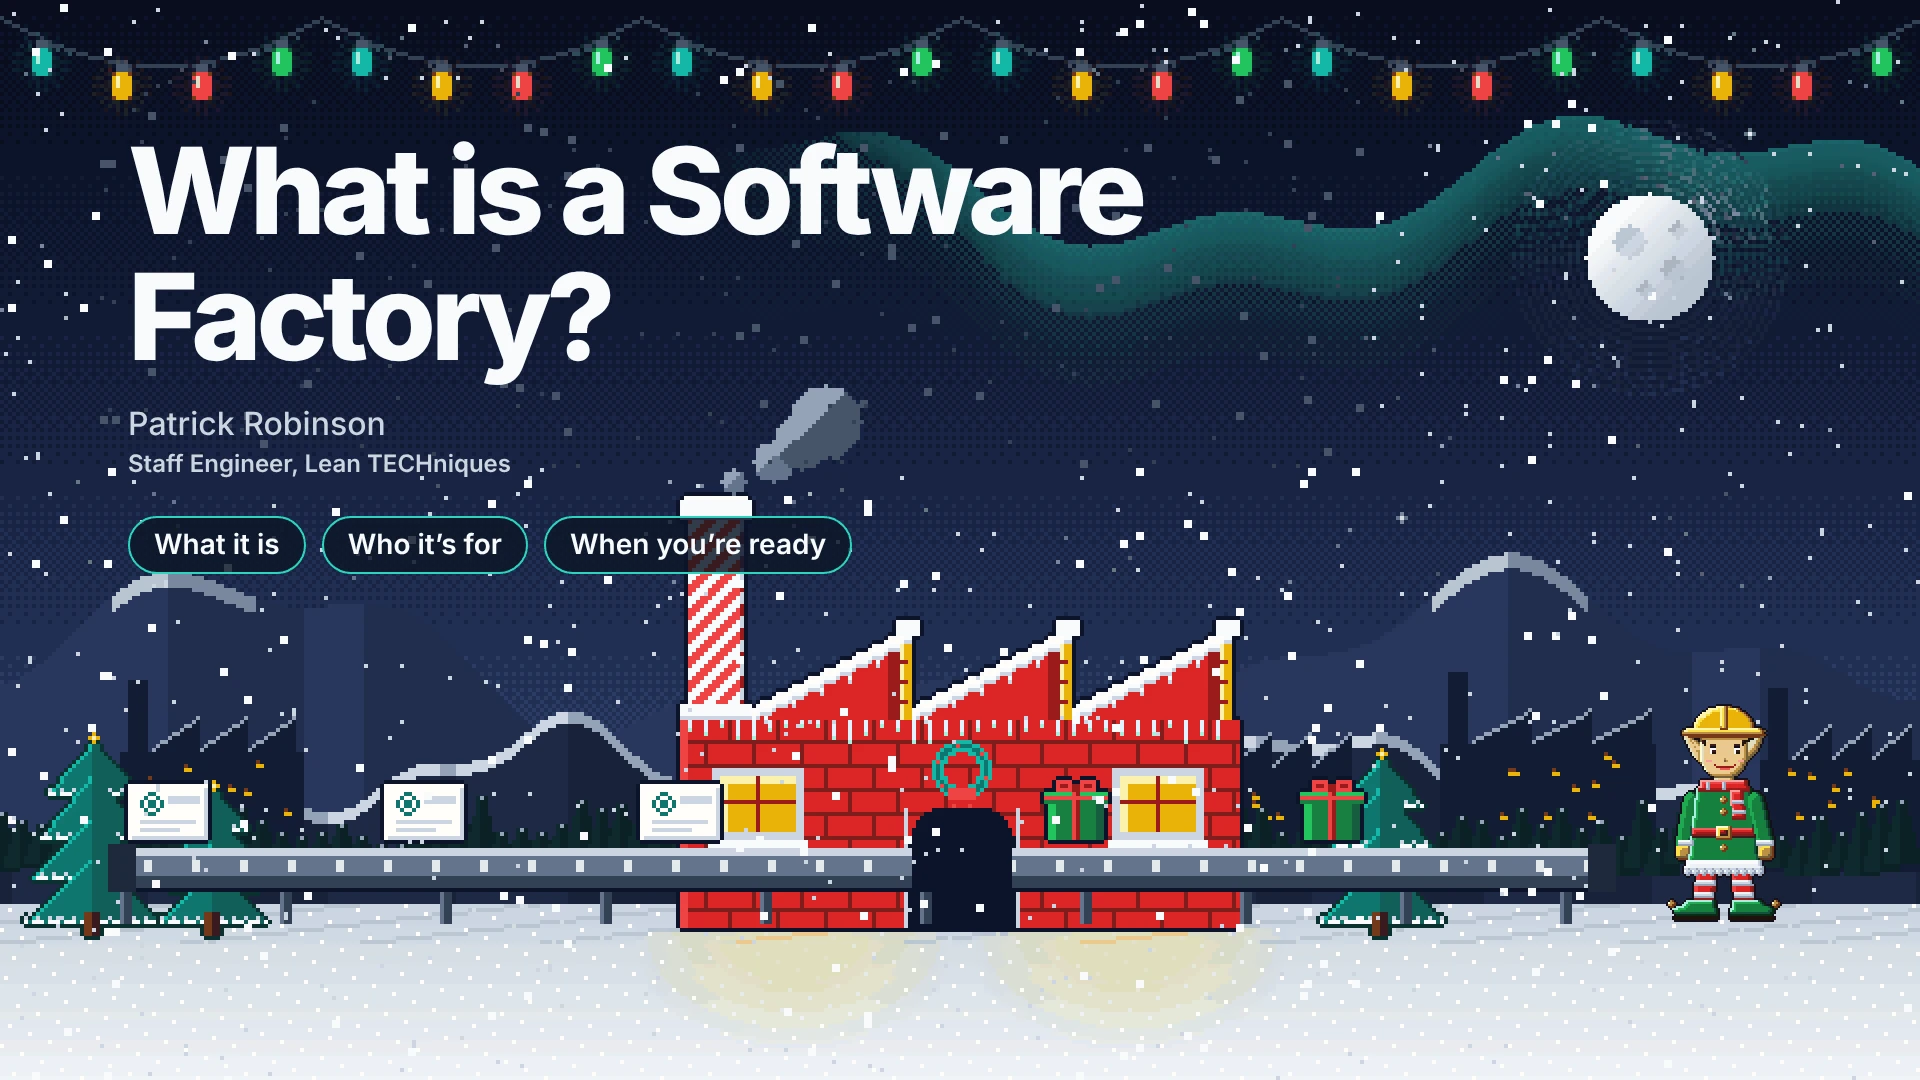 What is a Software
Factory?
Patrick Robinson
Staff Engineer, Lean TECHniques
What it is
Who it’s for
When you’re ready